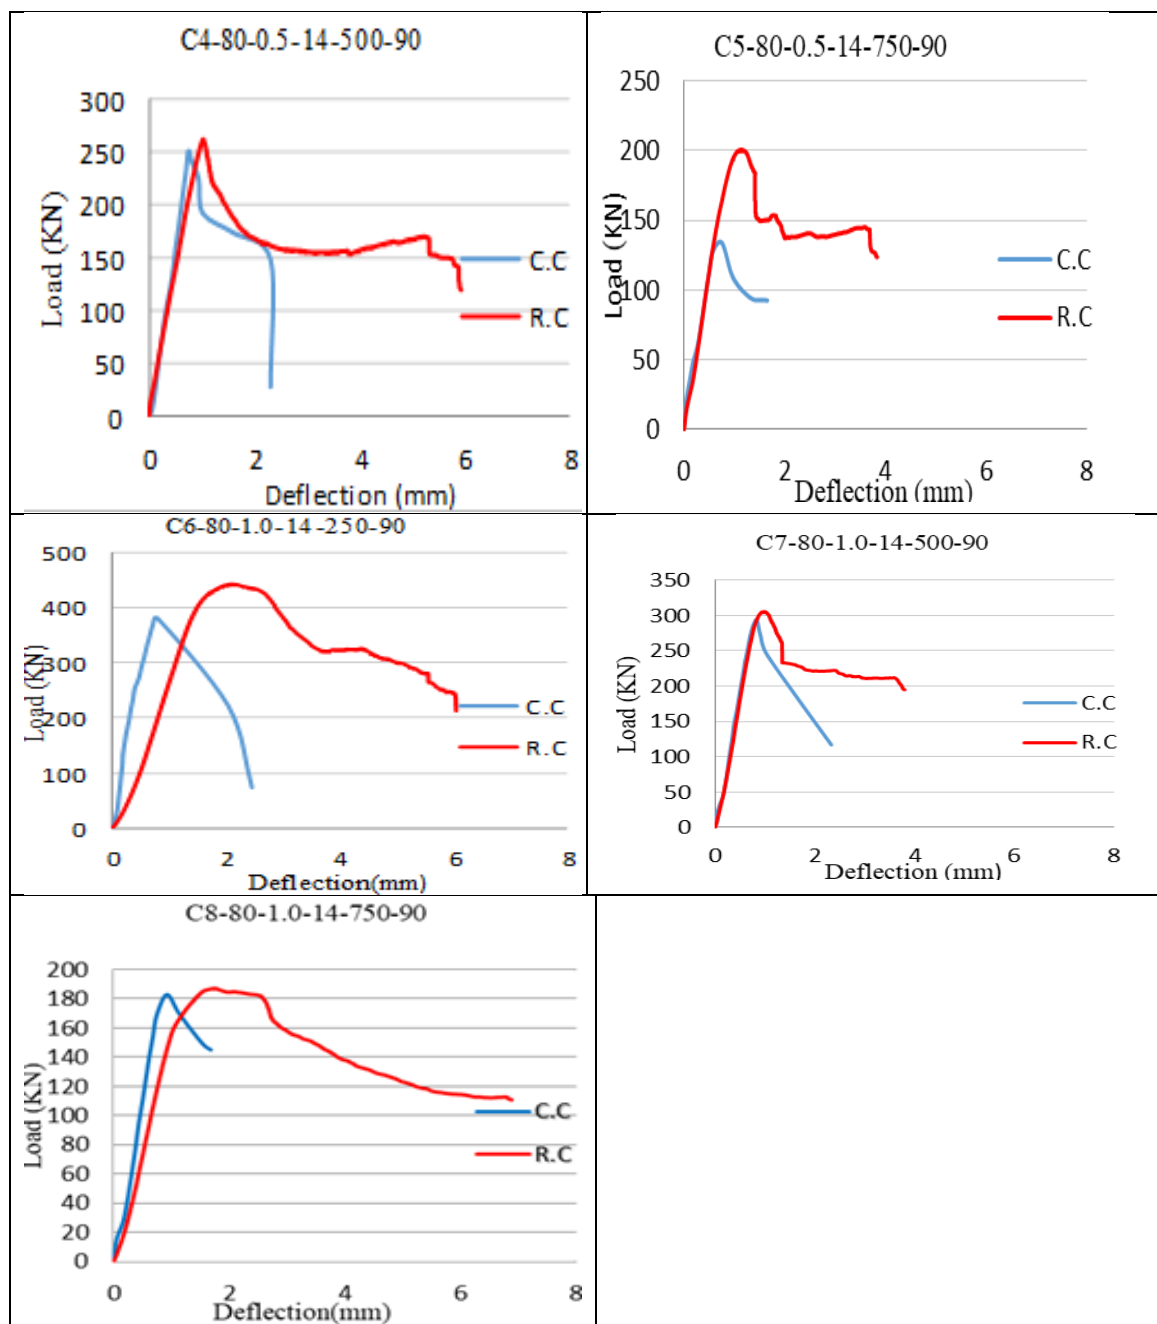 C4-80-0.5-14-500-90
300
250
200
150
100
50
0
Load (KN)
0 2 4 6 8
Deflection (mm)
C.C
R.C
C5-80-0.5-14-750-90
250
200
150
100
50
0
Load (KN)
0 2 4 6 8
Deflection (mm)
C.C
R.C
C6-80-1.0-14 -250-90
500
400
300
200
100
0
Load (KN)
0 2 4 6 8
Deflection(mm)
C.C
R.C
C7-80-1.0-14-500-90
350
300
250
200
150
100
50
0
Load (KN)
0 2 4 6 8
Deflection (mm)
C.C
R.C
C8-80-1.0-14-750-90
200
180
160
140
120
100
80
60
40
20
0
Load (KN)
0 2 4 6 8
Deflection(mm)
C.C
R.C